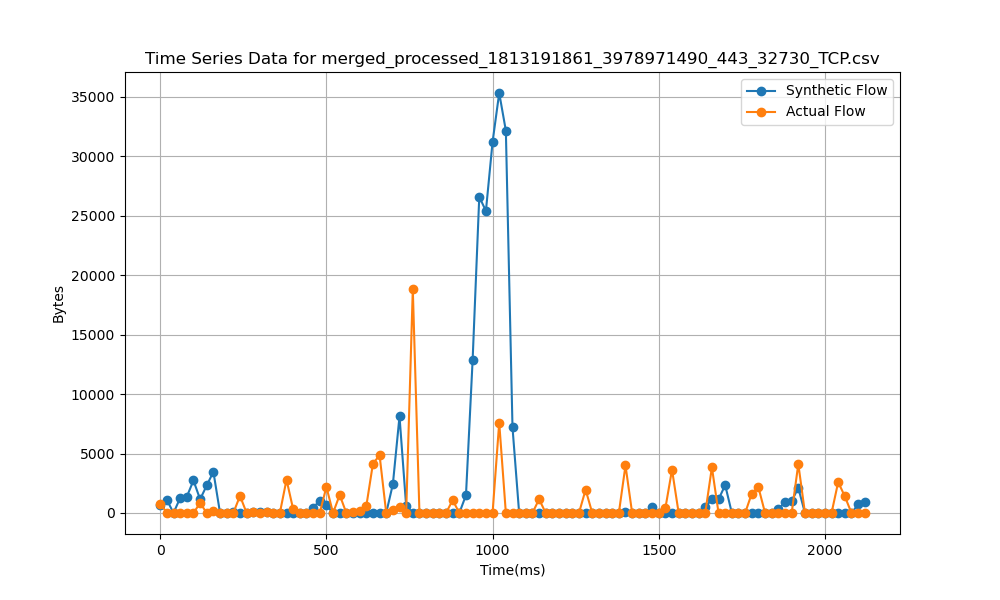 Time Series Data for merged_processed_1813191861_3978971490_443_32730_TCP.csv
Synthetic Flow
Actual Flow
35000
30000
25000
20000
15000
10000
5000
0
Bytes
0 500 1000 1500 2000
Time(ms)